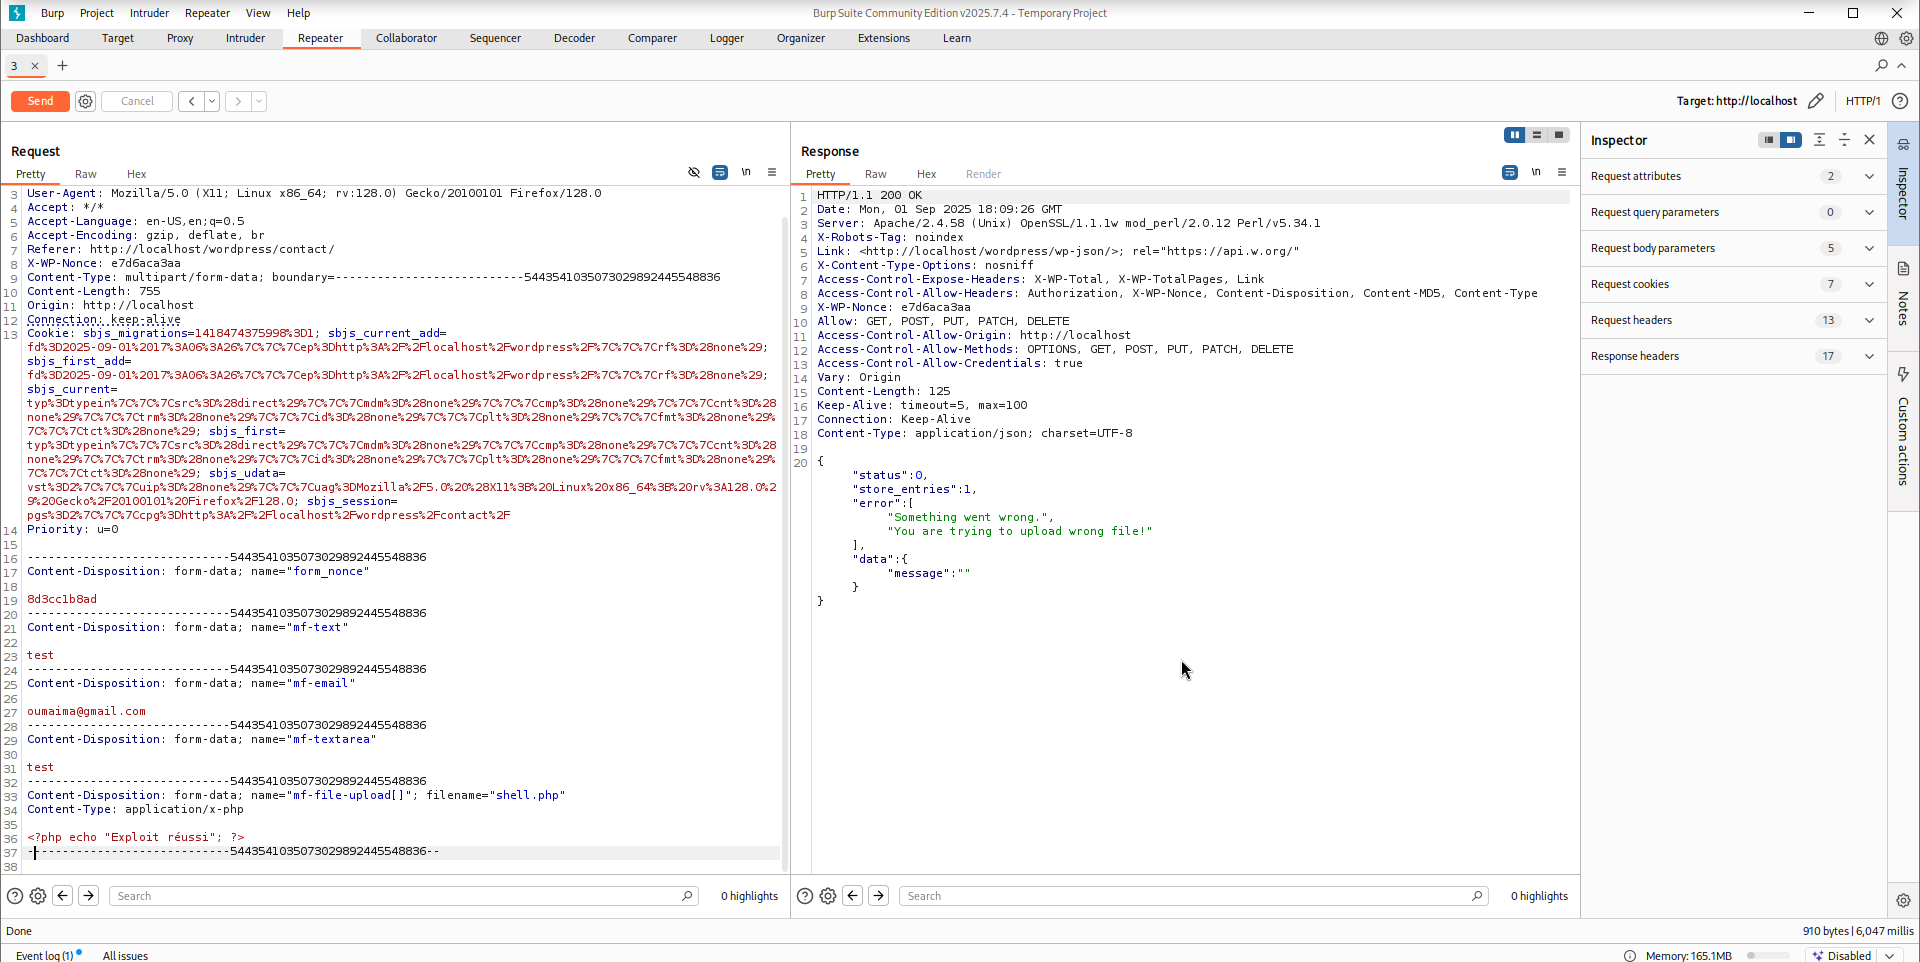 Burp Project Intruder Repeater View Help
Burp Suite Community Edition v2025.7.4 - Temporary Project
Dashboard Target Proxy Intruder Repeater Collaborator Sequencer Decoder Comparer Logger Organizer Extensions Learn
3 × +
Send Cancel < >
Target: http://localhost HTTP/1
Request
Pretty Raw Hex
\n
3 User-Agent: Mozilla/5.0 (X11; Linux x86_64; rv:128.0) Gecko/20100101 Firefox/128.0
4 Accept: */*
5 Accept-Language: en-US,en;q=0.5
6 Accept-Encoding: gzip, deflate, br
7 Referer: http://localhost/wordpress/contact/
8 X-WP-Nonce: e7d6aca3aa
9 Content-Type: multipart/form-data; boundary=---------------------------5443541035073029892445548836
10 Content-Length: 755
11 Origin: http://localhost
12 Connection: keep-alive
13 Cookie: sbjs_migrations=1418474375998%3D1; sbjs_current_add=
fd%3D2025-09-01%2017%3A06%3A26%7C%7C%7Cep%3Dhttp%3A%2F%2Flocalhost%2Fwordpress%2F%7C%7C%7Crf%3D%28none%29;
sbjs_first_add=
fd%3D2025-09-01%2017%3A06%3A26%7C%7C%7Cep%3Dhttp%3A%2F%2Flocalhost%2Fwordpress%2F%7C%7C%7Crf%3D%28none%29;
sbjs_current=
typ%3Dtypein%7C%7C%7Csrc%3D%28direct%29%7C%7C%7Cmdm%3D%28none%29%7C%7C%7Ccmp%3D%28none%29%7C%7C%7Ccnt%3D%28
none%29%7C%7C%7Ctrm%3D%28none%29%7C%7C%7Cid%3D%28none%29%7C%7C%7Cplt%3D%28none%29%7C%7C%7Cfmt%3D%28none%29%
7C%7C%7Ctct%3D%28none%29; sbjs_first=
typ%3Dtypein%7C%7C%7Csrc%3D%28direct%29%7C%7C%7Cmdm%3D%28none%29%7C%7C%7Ccmp%3D%28none%29%7C%7C%7Ccnt%3D%28
none%29%7C%7C%7Ctrm%3D%28none%29%7C%7C%7Cid%3D%28none%29%7C%7C%7Cplt%3D%28none%29%7C%7C%7Cfmt%3D%28none%29%
7C%7C%7Ctct%3D%28none%29; sbjs_udata=
vst%3D2%7C%7C%7Cuip%3D%28none%29%7C%7C%7Cuag%3DMozilla%2F5.0%20%28X11%3B%20Linux%20x86_64%3B%20rv%3A128.0%2
9%20Gecko%2F20100101%20Firefox%2F128.0; sbjs_session=
pgs%3D2%7C%7C%7Ccpg%3Dhttp%3A%2F%2Flocalhost%2Fwordpress%2Fcontact%2F
14 Priority: u=0
15
16 -----------------------------5443541035073029892445548836
17 Content-Disposition: form-data; name="form_nonce"
18
19 8d3cc1b8ad
20 -----------------------------5443541035073029892445548836
21 Content-Disposition: form-data; name="mf-text"
22
23 test
24 -----------------------------5443541035073029892445548836
25 Content-Disposition: form-data; name="mf-email"
26
27 oumaima@gmail.com
28 -----------------------------5443541035073029892445548836
29 Content-Disposition: form-data; name="mf-textarea"
30
31 test
32 -----------------------------5443541035073029892445548836
33 Content-Disposition: form-data; name="mf-file-upload[]"; filename="shell.php"
34 Content-Type: application/x-php
35
36 <?php echo "Exploit réussi"; ?>
37 -----------------------------5443541035073029892445548836--
38
Search 0 highlights
Response
Pretty Raw Hex Render
\n
1 HTTP/1.1 200 OK
2 Date: Mon, 01 Sep 2025 18:09:26 GMT
3 Server: Apache/2.4.58 (Unix) OpenSSL/1.1.1w mod_perl/2.0.12 Perl/v5.34.1
4 X-Robots-Tag: noindex
5 Link: <http://localhost/wordpress/wp-json/>; rel="https://api.w.org/"
6 X-Content-Type-Options: nosniff
7 Access-Control-Expose-Headers: X-WP-Total, X-WP-TotalPages, Link
8 Access-Control-Allow-Headers: Authorization, X-WP-Nonce, Content-Disposition, Content-MD5, Content-Type
9 X-WP-Nonce: e7d6aca3aa
10 Allow: GET, POST, PUT, PATCH, DELETE
11 Access-Control-Allow-Origin: http://localhost
12 Access-Control-Allow-Methods: OPTIONS, GET, POST, PUT, PATCH, DELETE
13 Access-Control-Allow-Credentials: true
14 Vary: Origin
15 Content-Length: 125
16 Keep-Alive: timeout=5, max=100
17 Connection: Keep-Alive
18 Content-Type: application/json; charset=UTF-8
19
20 {
"status":0,
"store_entries":1,
"error":[
"Something went wrong.",
"You are trying to upload wrong file!"
],
"data":{
"message":""
}
}
Search 0 highlights
Inspector
Request attributes 2
Request query parameters 0
Request body parameters 5
Request cookies 7
Request headers 13
Response headers 17
Inspector
Notes
Custom actions
Done
910 bytes | 6,047 millis
Event log (1) All issues
Memory: 165.1MB Disabled